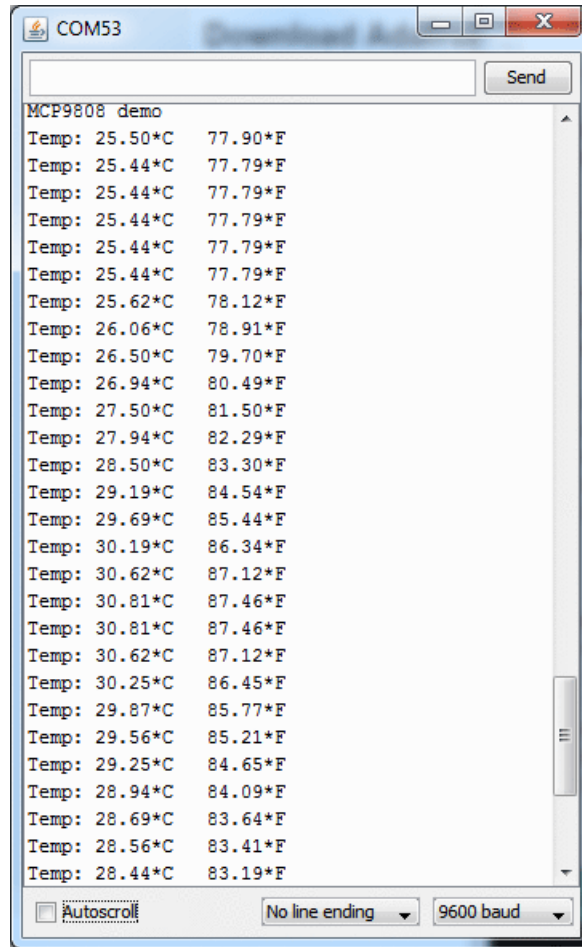 COM53
Send
MCP9808 demo
Temp: 25.50*C 77.90*F
Temp: 25.44*C 77.79*F
Temp: 25.44*C 77.79*F
Temp: 25.44*C 77.79*F
Temp: 25.44*C 77.79*F
Temp: 25.44*C 77.79*F
Temp: 25.62*C 78.12*F
Temp: 26.06*C 78.91*F
Temp: 26.50*C 79.70*F
Temp: 26.94*C 80.49*F
Temp: 27.50*C 81.50*F
Temp: 27.94*C 82.29*F
Temp: 28.50*C 83.30*F
Temp: 29.19*C 84.54*F
Temp: 29.69*C 85.44*F
Temp: 30.19*C 86.34*F
Temp: 30.62*C 87.12*F
Temp: 30.81*C 87.46*F
Temp: 30.81*C 87.46*F
Temp: 30.62*C 87.12*F
Temp: 30.25*C 86.45*F
Temp: 29.87*C 85.77*F
Temp: 29.56*C 85.21*F
Temp: 29.25*C 84.65*F
Temp: 28.94*C 84.09*F
Temp: 28.69*C 83.64*F
Temp: 28.56*C 83.41*F
Temp: 28.44*C 83.19*F
Autoscroll No line ending 9600 baud